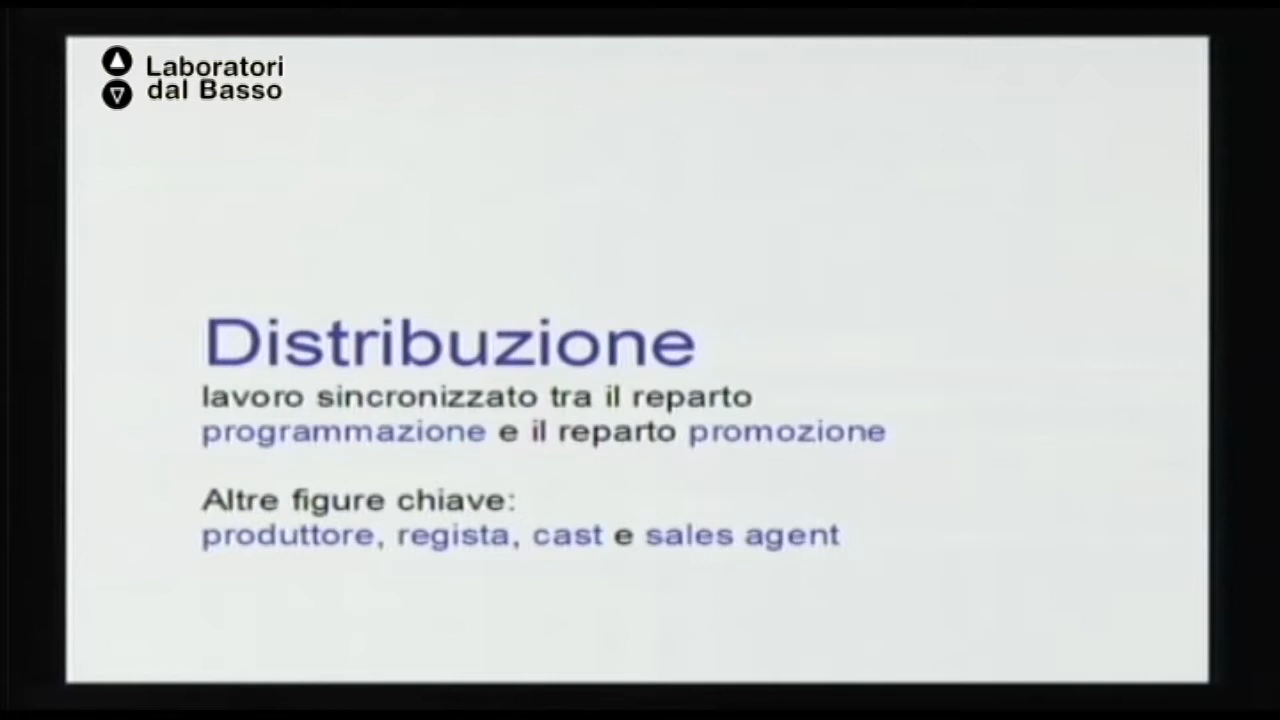 Laboratori
dal Basso
Distribuzione
lavoro sincronizzato tra il reparto
programmazione e il reparto promozione
Altre figure chiave:
produttore, regista, cast e sales agent